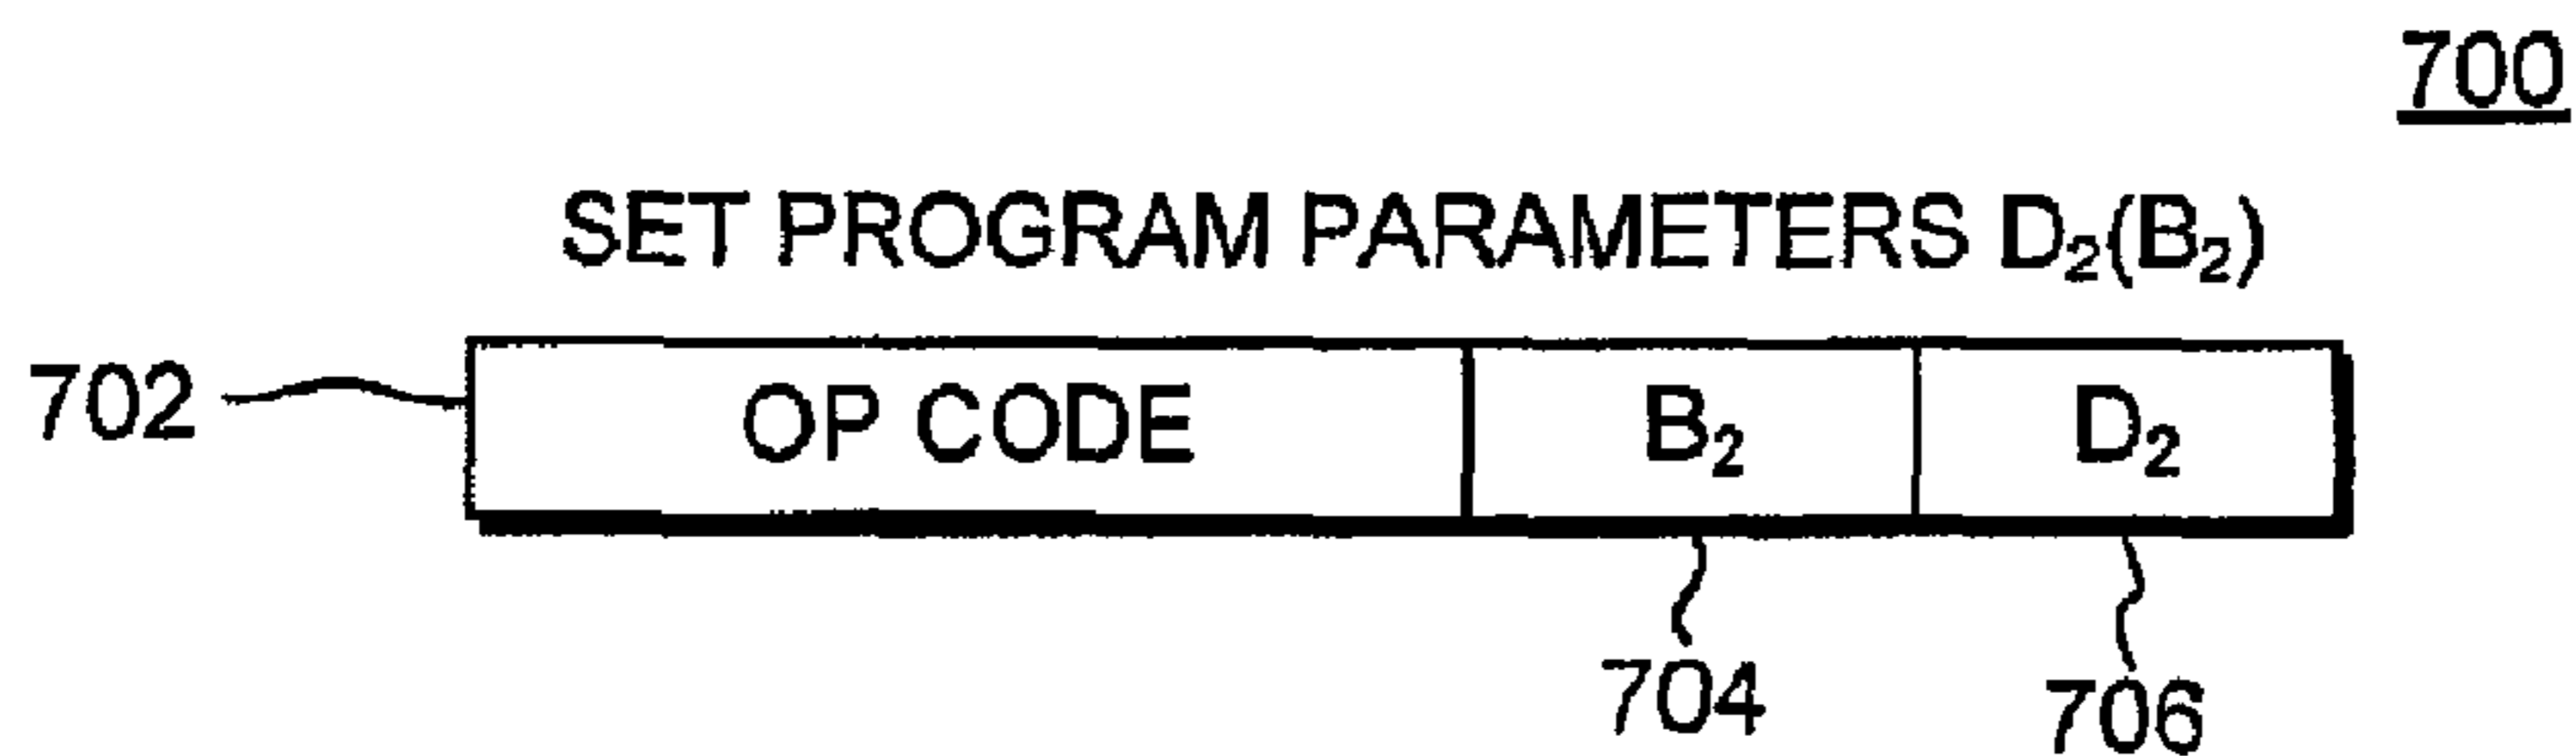 700
SET PROGRAM PARAMETERS D₂(B₂)
702 OP CODE B₂ D₂
704 706